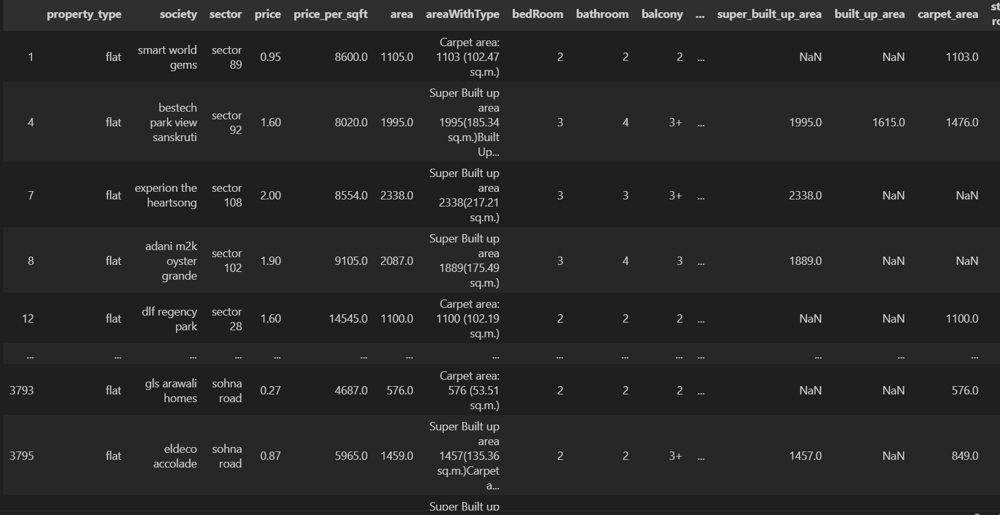 property_type society sector price price_per_sqft area areaWithType bedRoom bathroom balcony ... super_built_up_area built_up_area carpet_area
1 flat smart world gems sector 89 0.95 8600.0 1105.0 Carpet area: 1103 (102.47 sq.m.) 2 2 2 ... NaN NaN 1103.0
4 flat bestech park view sanskruti sector 92 1.60 8020.0 1995.0 Super Built up area 1995(185.34 sq.m.)Built Up... 3 4 3+ ... 1995.0 1615.0 1476.0
7 flat experion the heartsong sector 108 2.00 8554.0 2338.0 Super Built up area 2338(217.21 sq.m.) 3 3 3+ ... 2338.0 NaN NaN
8 flat adani m2k oyster grande sector 102 1.90 9105.0 2087.0 Super Built up area 1889(175.49 sq.m.) 3 4 3 ... 1889.0 NaN NaN
12 flat dlf regency park sector 28 1.60 14545.0 1100.0 Carpet area: 1100 (102.19 sq.m.) 2 2 2 ... NaN NaN 1100.0
... ... ... ... ... ... ... ... ... ... ... ... ... ... ...
3793 flat gls arawali homes sohna road 0.27 4687.0 576.0 Carpet area: 576 (53.51 sq.m.) 2 2 2 ... NaN NaN 576.0
3795 flat eldeco accolade sohna road 0.87 5965.0 1459.0 Super Built up area 1457(135.36 sq.m.)Carpet a... 2 2 3+ ... 1457.0 NaN 849.0
Super Built up